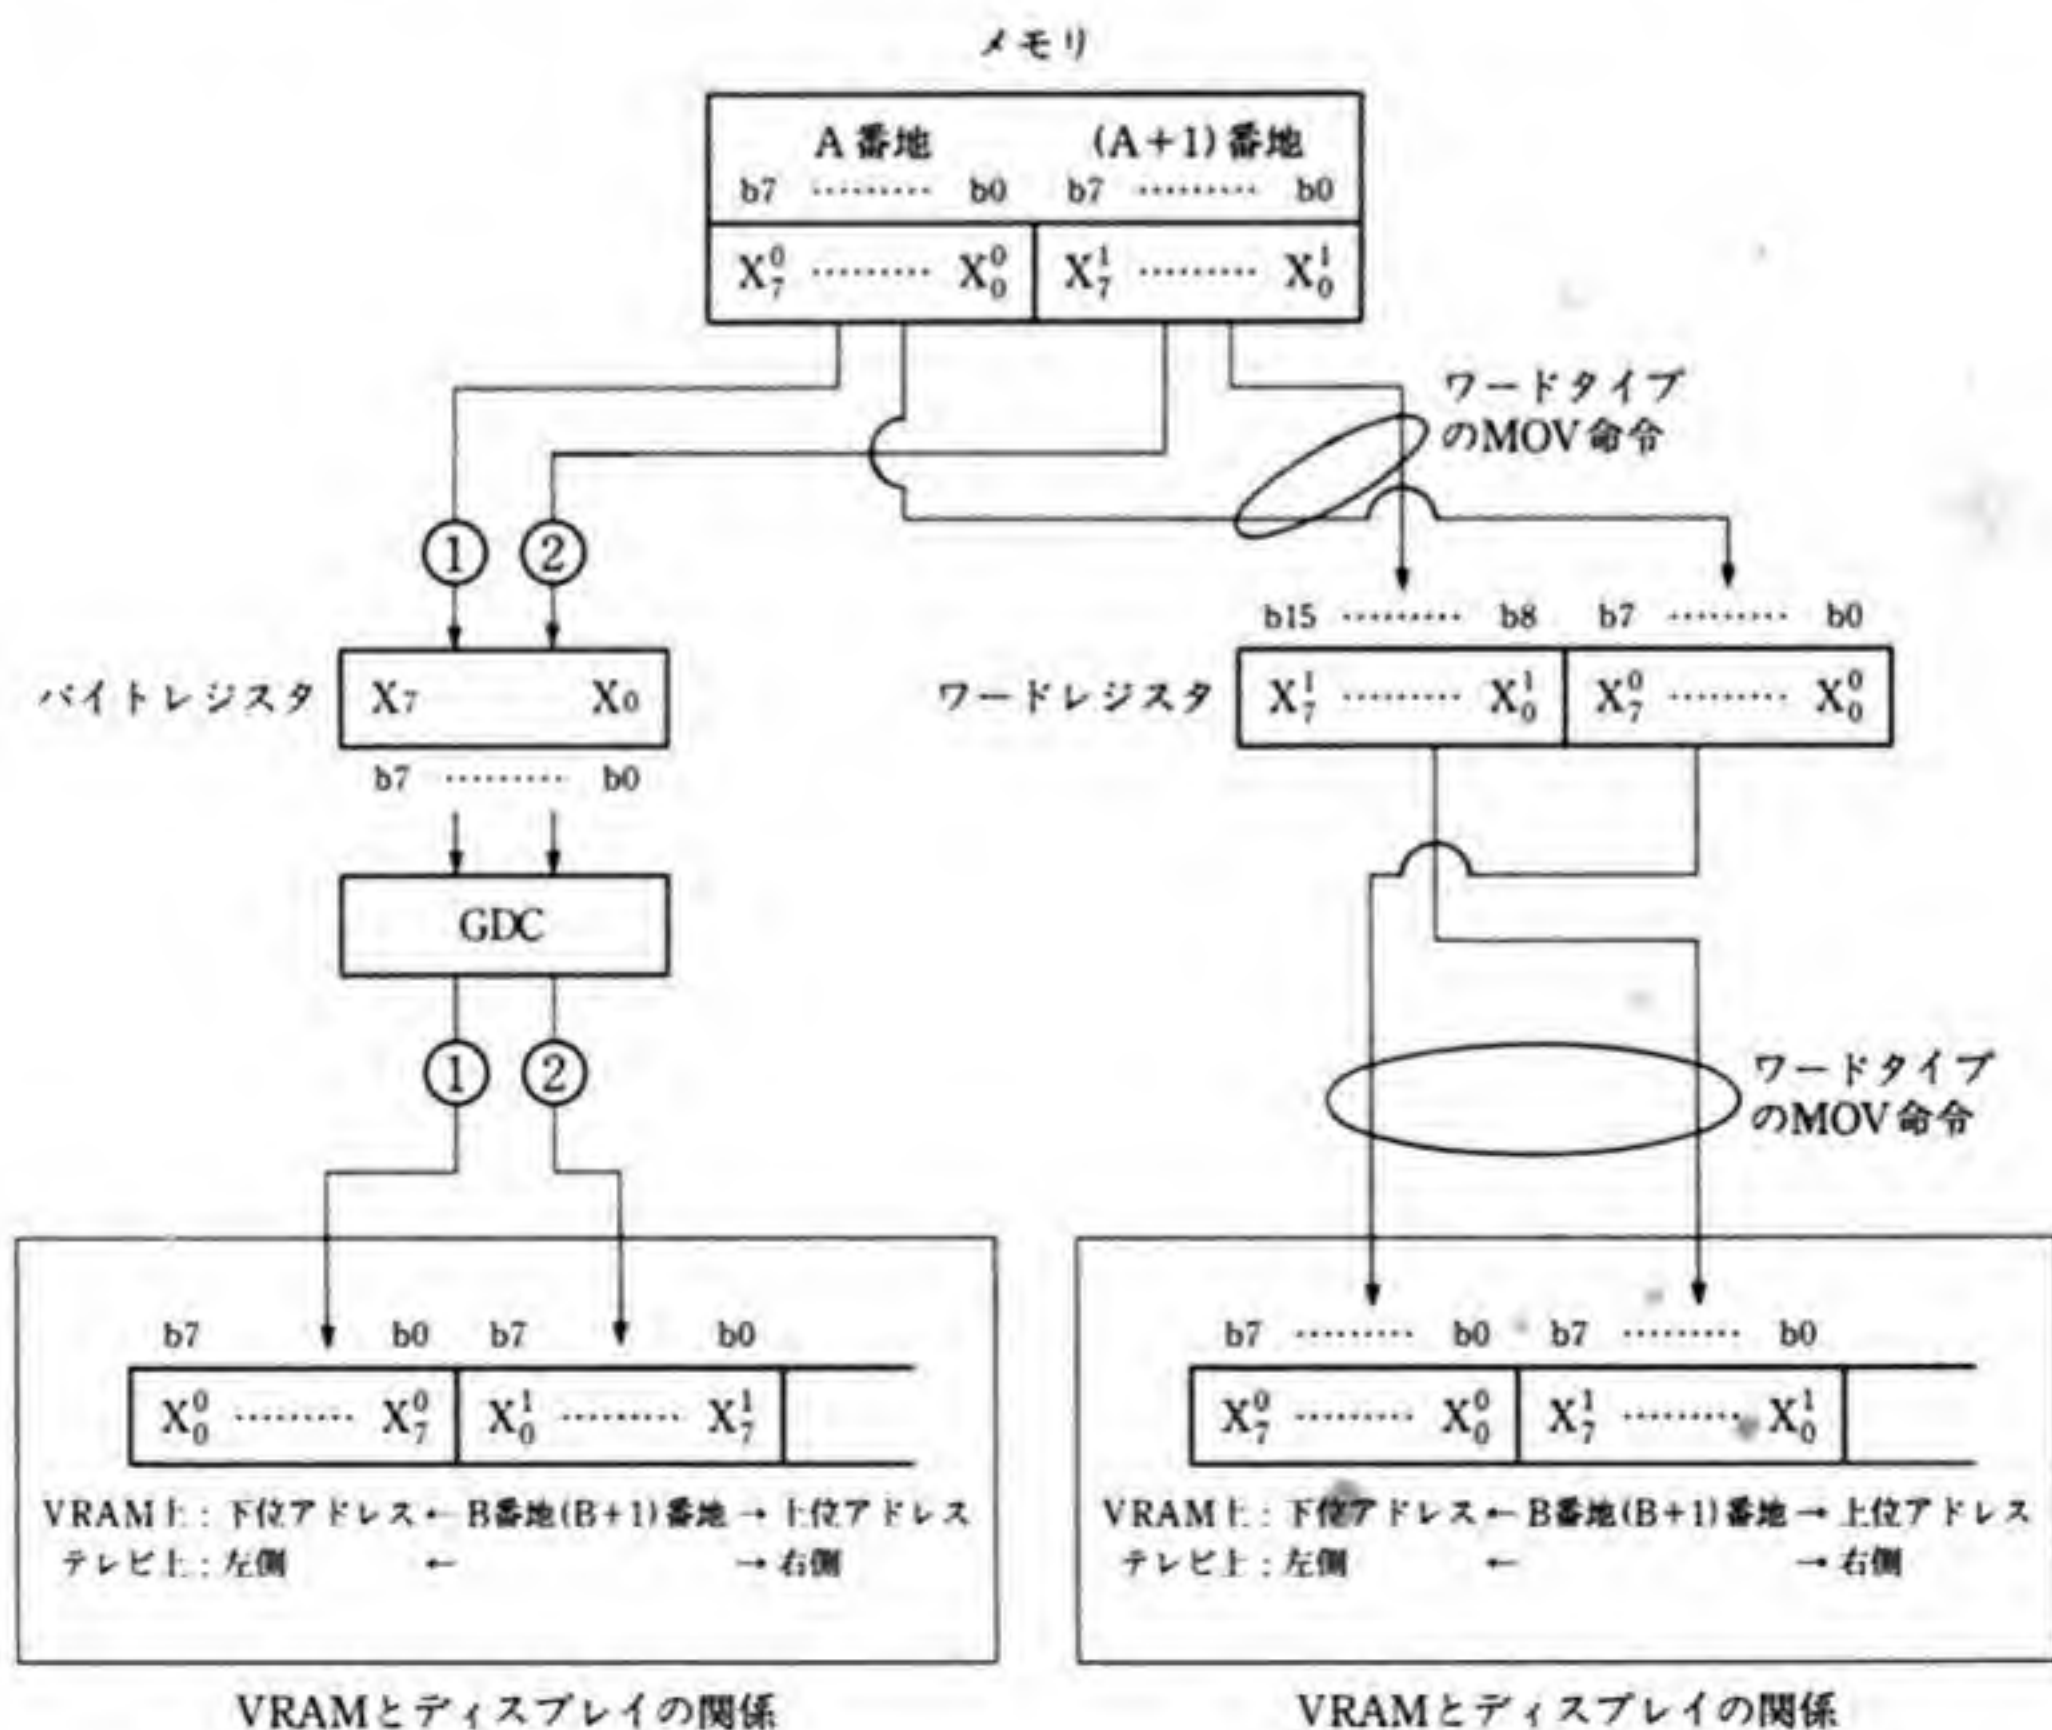 メモリ
A番地 (A+1)番地
b7 ……… b0 b7 ……… b0
X⁰₇ ……… X⁰₀ X¹₇ ……… X¹₀
ワードタイプ
のMOV命令
① ②
b15 ……… b8 b7 ……… b0
バイトレジスタ X₇ X₀
ワードレジスタ X¹₇ ……… X¹₀ X⁰₇ ……… X⁰₀
b7 ……… b0
GDC
① ②
ワードタイプ
のMOV命令
b7 b0 b7 b0
X⁰₀ ……… X⁰₇ X¹₀ ……… X¹₇
VRAM上:下位アドレス←B番地(B+1)番地→上位アドレス
テレビ上:左側 ← →右側
VRAMとディスプレイの関係
b7 ……… b0 b7 ……… b0
X⁰₇ ……… X⁰₀ X¹₇ ……… X¹₀
VRAM上:下位アドレス←B番地(B+1)番地→上位アドレス
テレビ上:左側 ← →右側
VRAMとディスプレイの関係